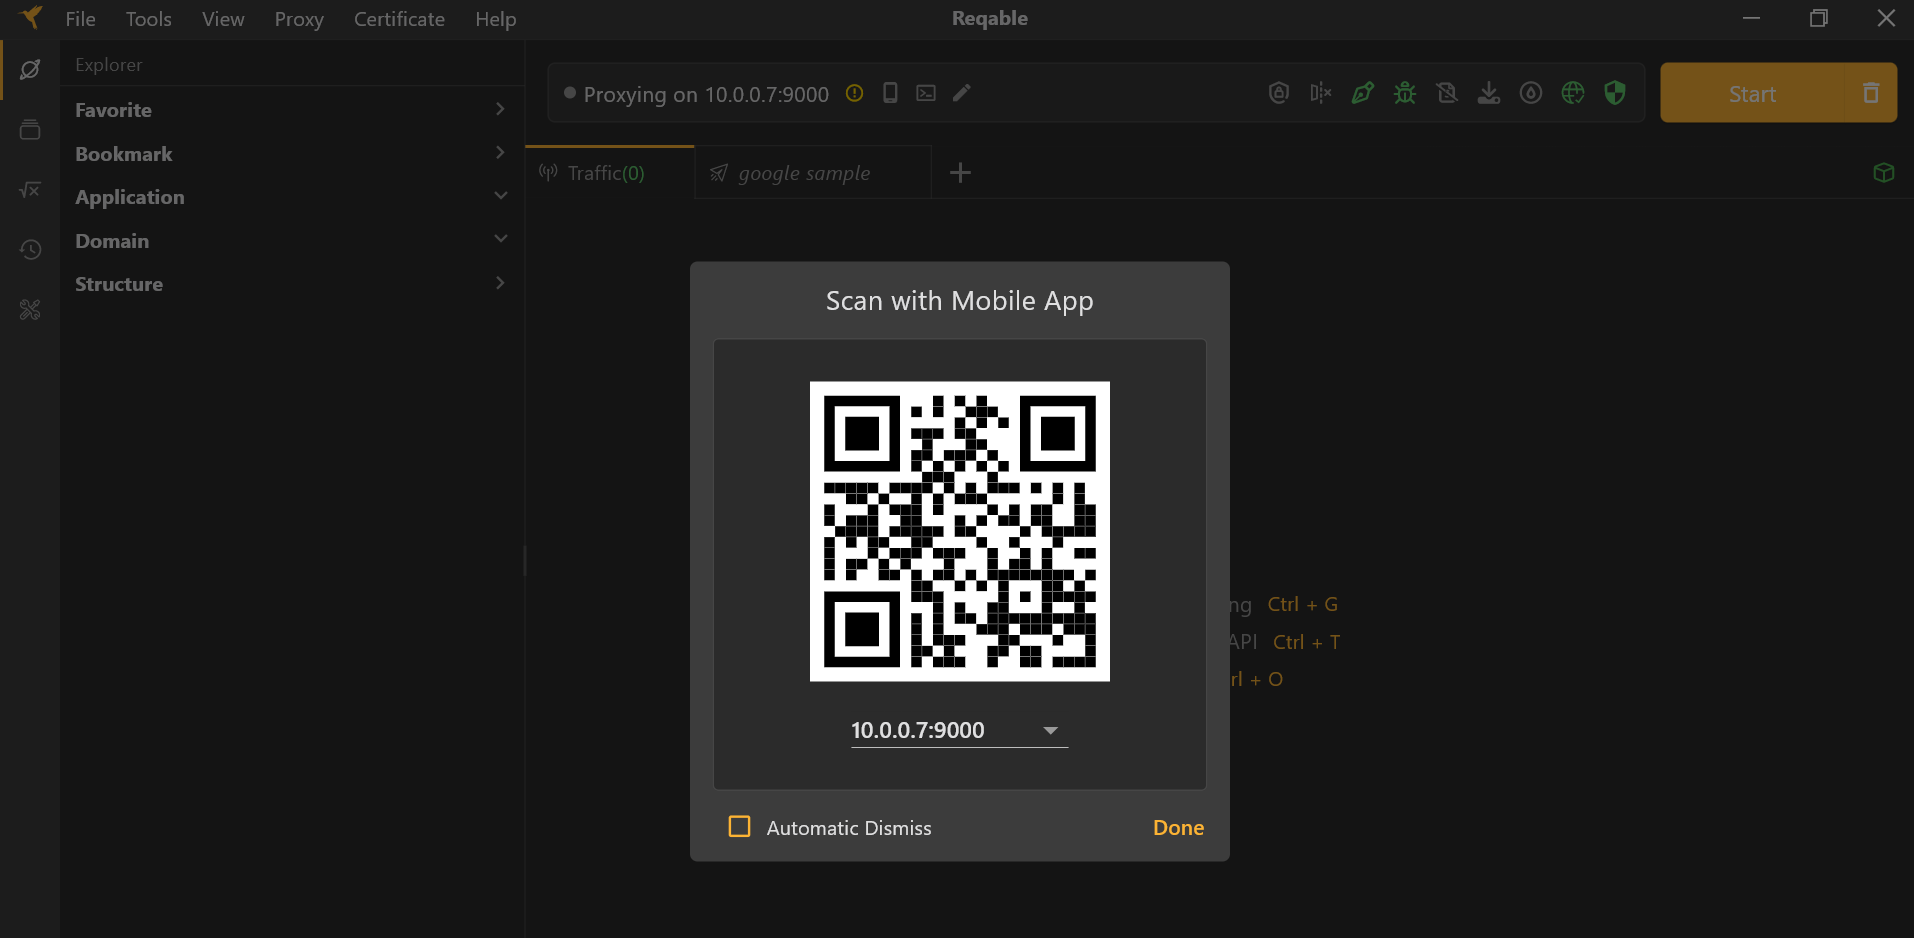 File Tools View Proxy Certificate Help Reqable
Explorer
Proxying on 10.0.0.7:9000
Start
Favorite
Bookmark
Application
Domain
Structure
Traffic(0)
google sample
Scan with Mobile App
10.0.0.7:9000
Automatic Dismiss
Done
ng Ctrl + G
API Ctrl + T
rl + O